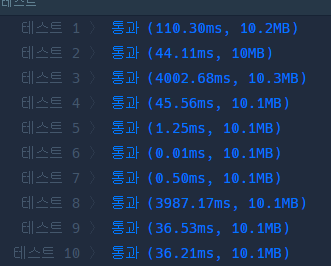 테스트
테스트 1 〉 통과 (110.30ms, 10.2MB)
테스트 2 〉 통과 (44.11ms, 10MB)
테스트 3 〉 통과 (4002.68ms, 10.3MB)
테스트 4 〉 통과 (45.56ms, 10.1MB)
테스트 5 〉 통과 (1.25ms, 10.1MB)
테스트 6 〉 통과 (0.01ms, 10.1MB)
테스트 7 〉 통과 (0.50ms, 10.1MB)
테스트 8 〉 통과 (3987.17ms, 10.1MB)
테스트 9 〉 통과 (36.53ms, 10.1MB)
테스트 10 〉 통과 (36.21ms, 10.1MB)